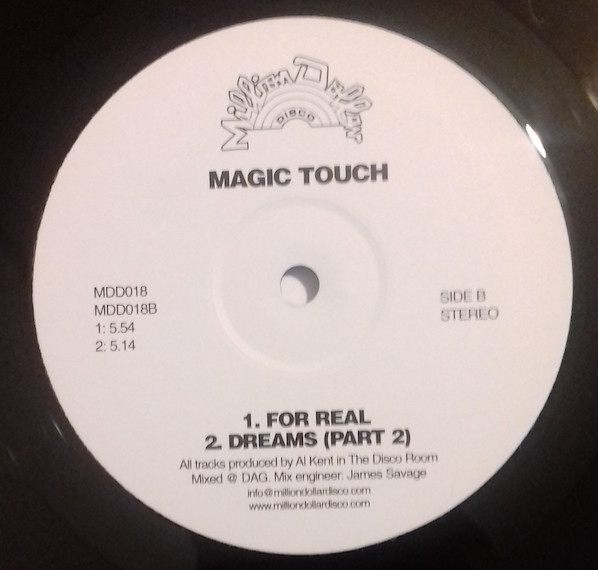 Million Dollar
DISCO
MAGIC TOUCH
MDD018
MDD018B
1: 5.54
2: 5.14
SIDE B
STEREO
1. FOR REAL
2. DREAMS (PART 2)
All tracks produced by Al Kent in The Disco Room
Mixed @ DAG. Mix engineer: James Savage
info@milliondollardisco.com
www.milliondollardisco.com